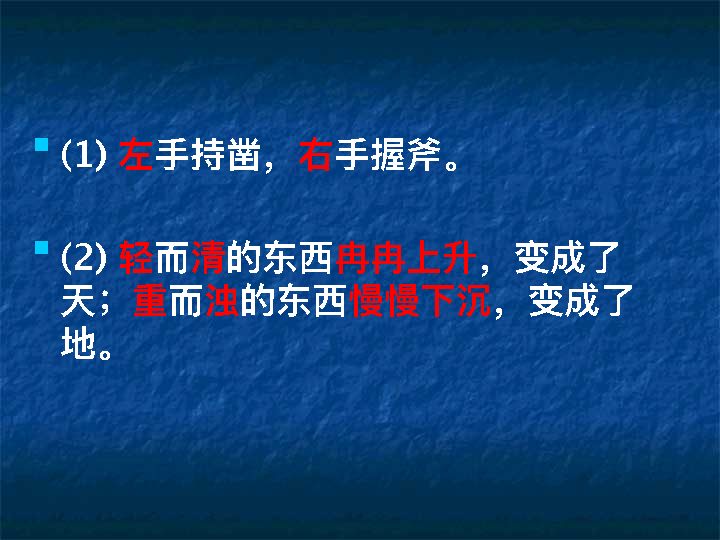 (1) 左手持凿，右手握斧。
(2) 轻而清的东西冉冉上升，变成了
天；重而浊的东西慢慢下沉，变成了
地。